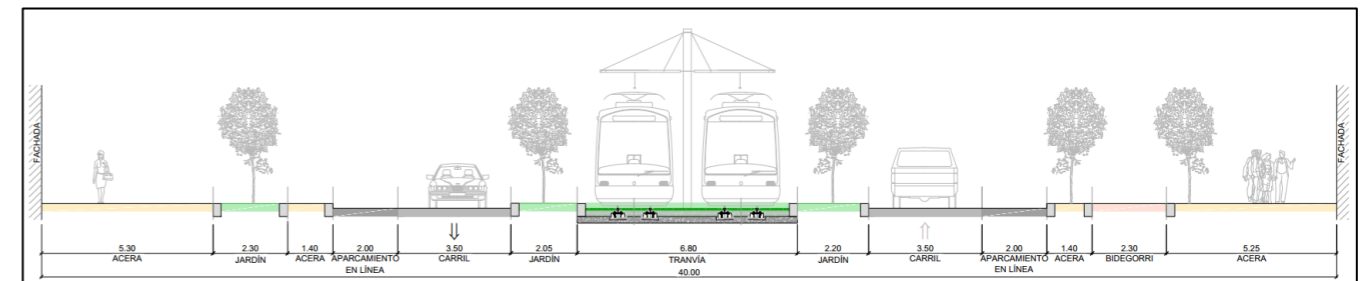 FACHADA
FACHADA
5.30 2.30 1.40 2.00 3.50 2.05 6.80 2.20 3.50 2.00 1.40 2.30 5.25
ACERA JARDÍN ACERA APARCAMIENTO CARRIL JARDÍN TRANVÍA JARDÍN CARRIL APARCAMIENTO ACERA BIDEGORRI ACERA
EN LÍNEA EN LÍNEA
40.00